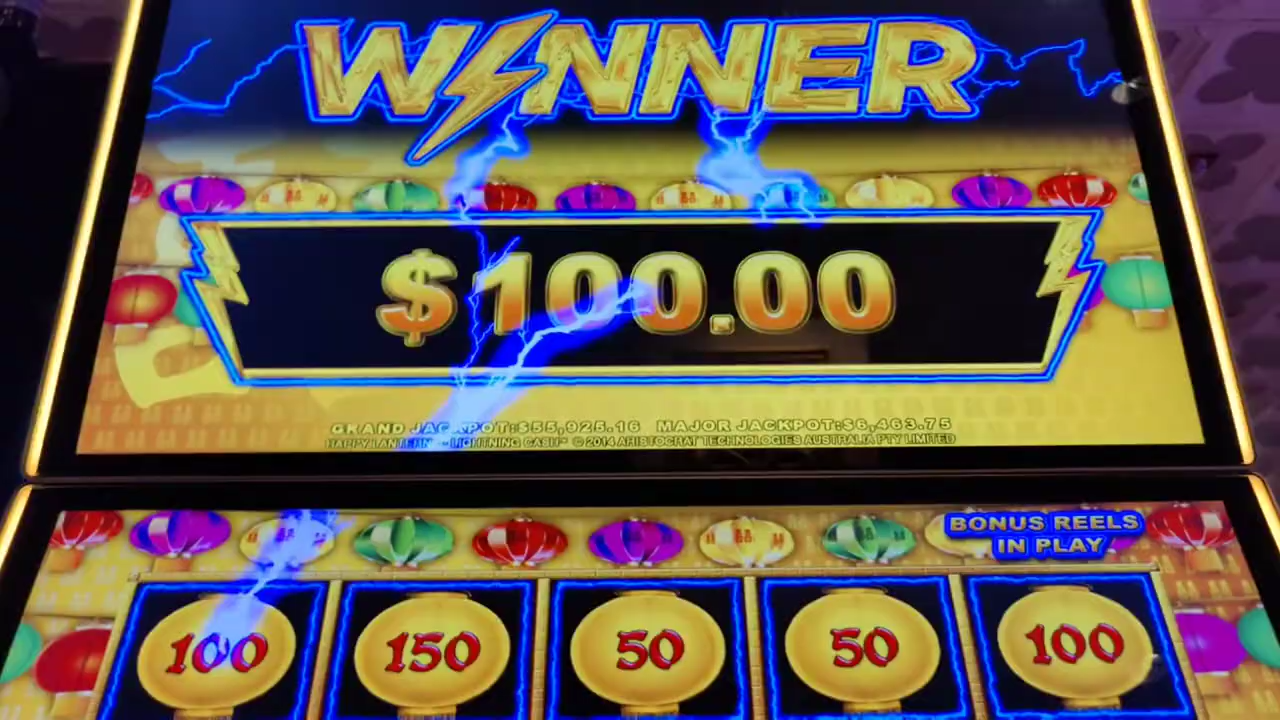 WINNER
$100.00
GRAND JACKPOT:$55,925.16 MAJOR JACKPOT:$6,463.75
HAPPY LANTERN - LIGHTNING CASH™ © 2014 ARISTOCRAT TECHNOLOGIES AUSTRALIA PTY LIMITED
BONUS REELS
IN PLAY
100 150 50 50 100